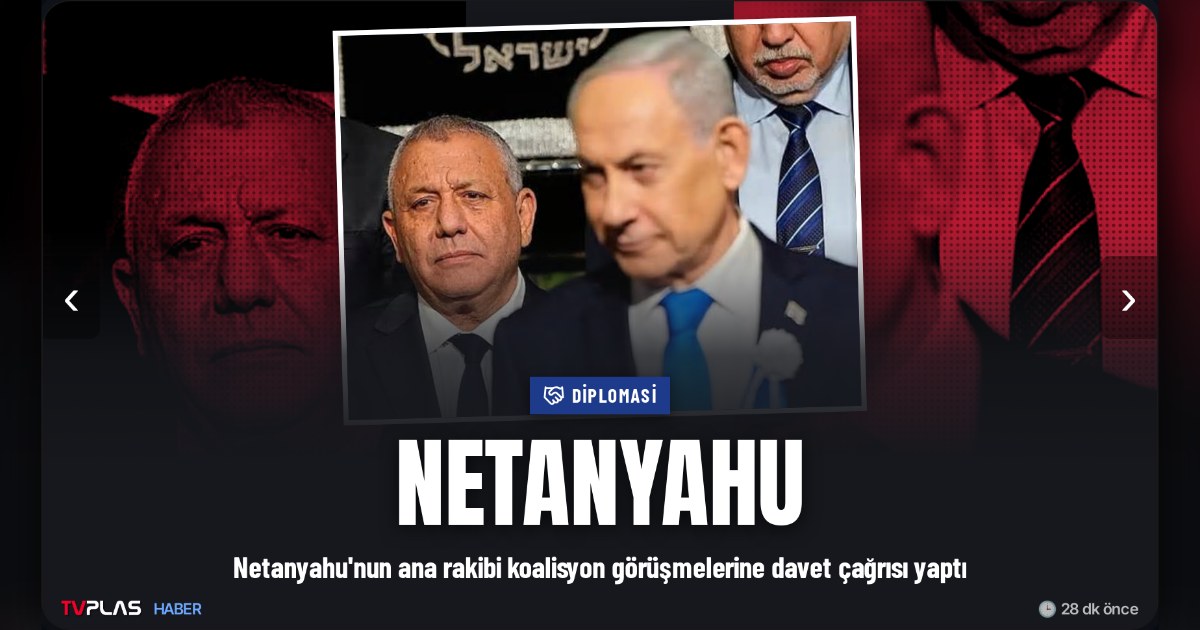 ישראל
DİPLOMASİ
NETANYAHU
Netanyahu'nun ana rakibi koalisyon görüşmelerine davet çağrısı yaptı
TVPLAS HABER
28 dk önce